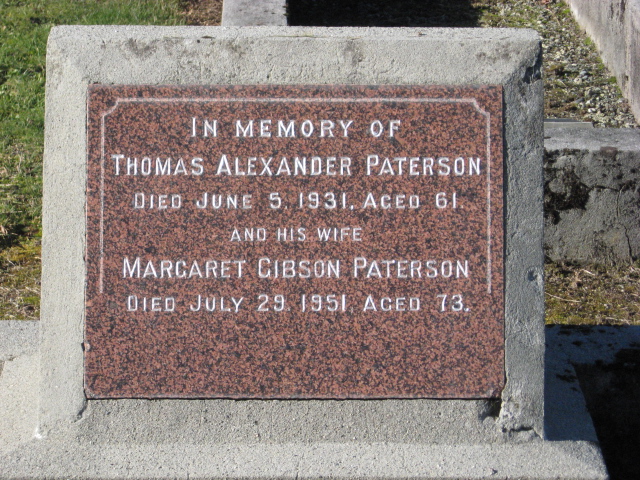 IN MEMORY OF
THOMAS ALEXANDER PATERSON
DIED JUNE 5, 1931, AGED 61
AND HIS WIFE
MARGARET GIBSON PATERSON
DIED JULY 29, 1951, AGED 73.